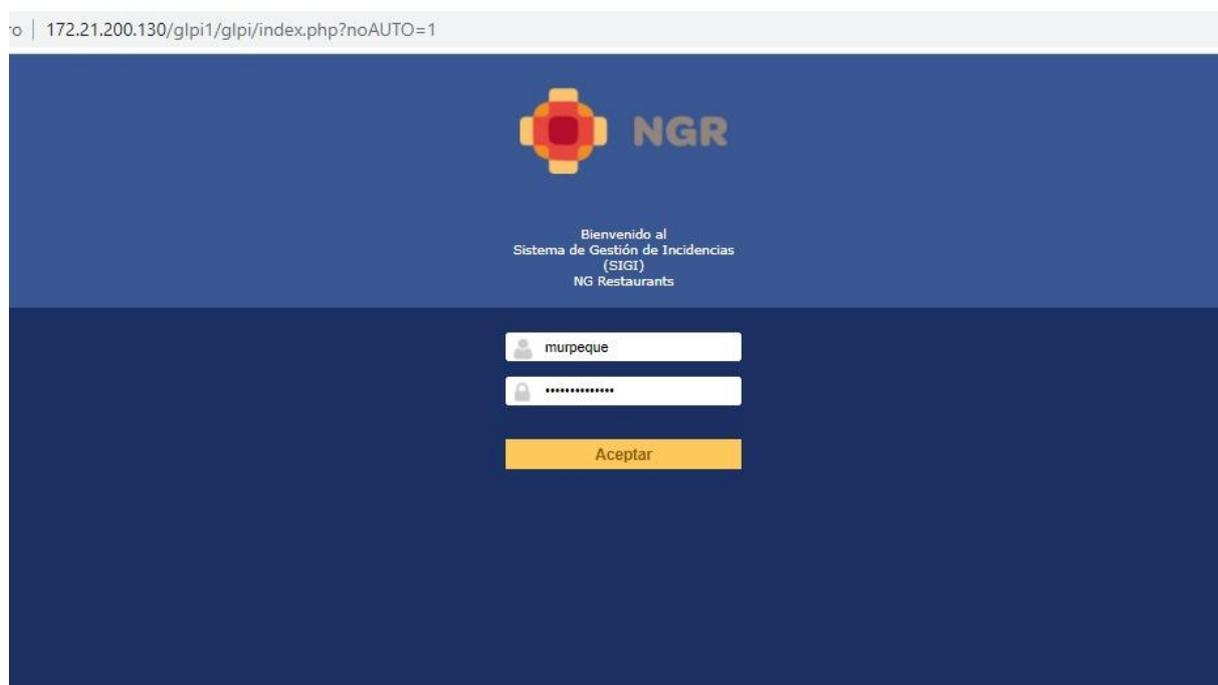 ro | 172.21.200.130/glpi1/glpi/index.php?noAUTO=1
NGR
Bienvenido al
Sistema de Gestión de Incidencias
(SIGI)
NG Restaurants
murpeque
••••••••••••••
Aceptar